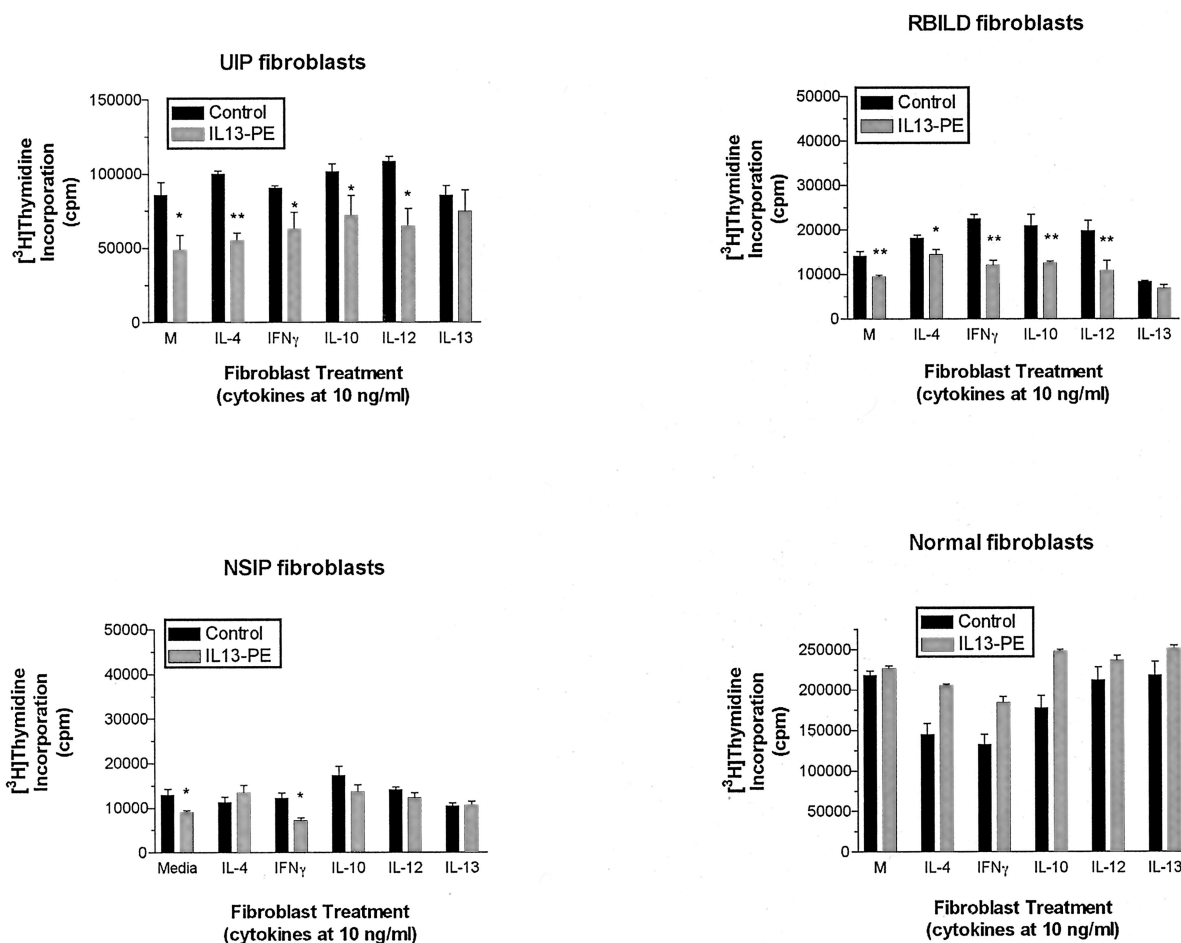 UIP fibroblasts
[³H]Thymidine
Incorporation
(cpm)
150000
100000
50000
0
Control
IL13-PE
*
**
*
*
*
M IL-4 IFNγ IL-10 IL-12 IL-13
Fibroblast Treatment
(cytokines at 10 ng/ml)
RBILD fibroblasts
[³H]Thymidine
Incorporation
(cpm)
50000
40000
30000
20000
10000
0
Control
IL13-PE
**
*
**
**
**
M IL-4 IFNγ IL-10 IL-12 IL-13
Fibroblast Treatment
(cytokines at 10 ng/ml)
NSIP fibroblasts
[³H]Thymidine
Incorporation
(cpm)
50000
40000
30000
20000
10000
0
Control
IL13-PE
*
*
Media IL-4 IFNγ IL-10 IL-12 IL-13
Fibroblast Treatment
(cytokines at 10 ng/ml)
Normal fibroblasts
[³H]Thymidine
Incorporation
(cpm)
250000
200000
150000
100000
50000
0
Control
IL13-PE
M IL-4 IFNγ IL-10 IL-12 IL-13
Fibroblast Treatment
(cytokines at 10 ng/ml)